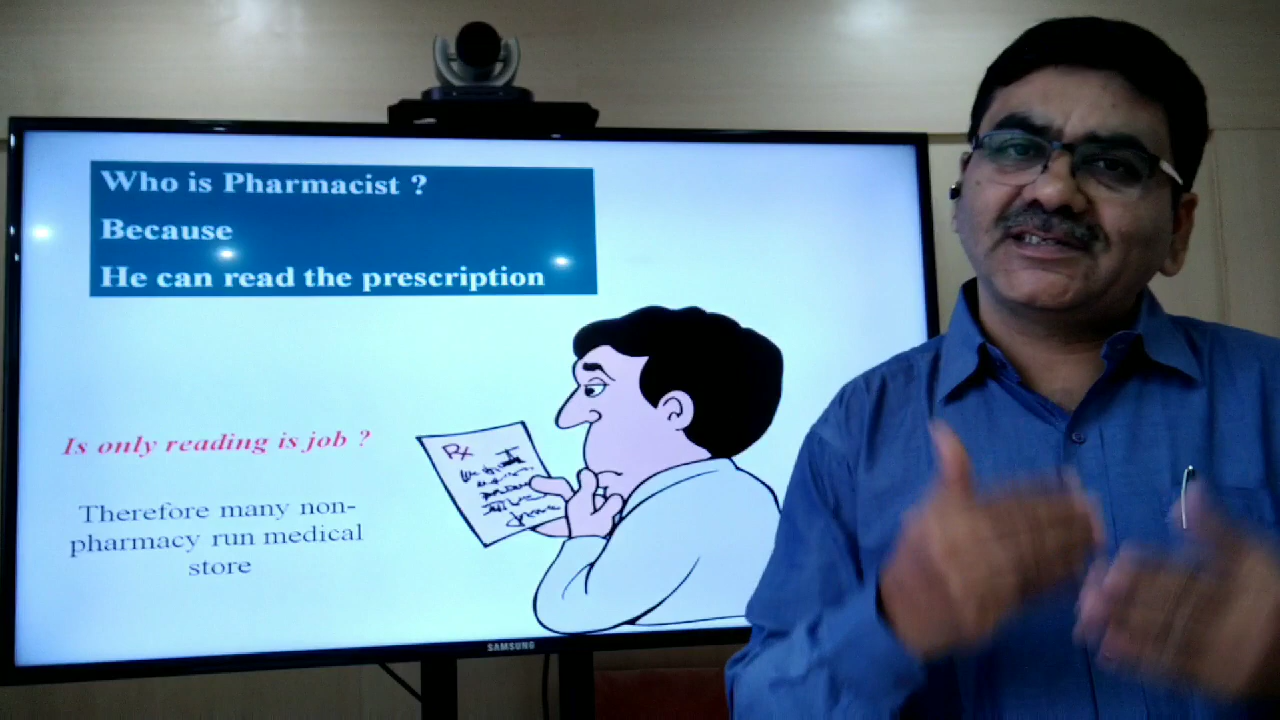 Who is Pharmacist ?
Because
He can read the prescription
Is only reading is job ?
Therefore many non-
pharmacy run medical
store
Rx
SAMSUNG